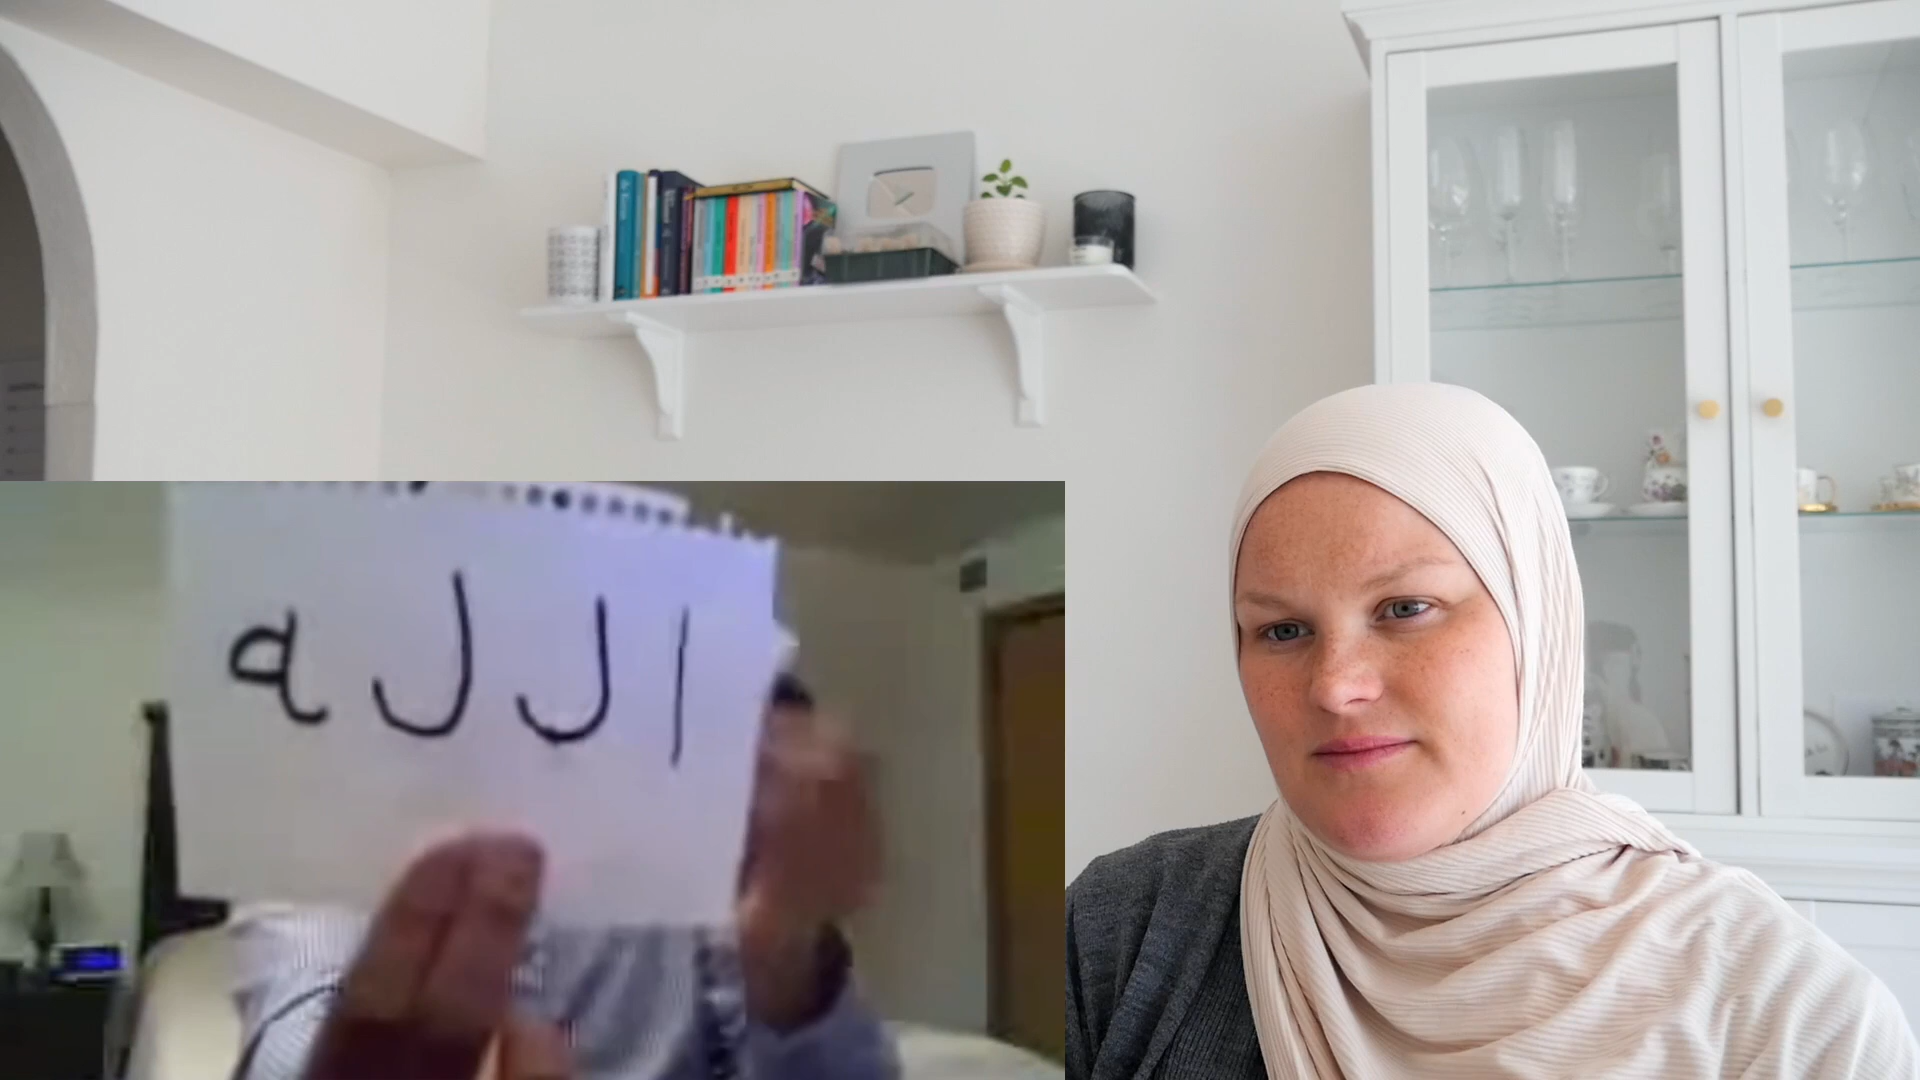 ا ل ل ه